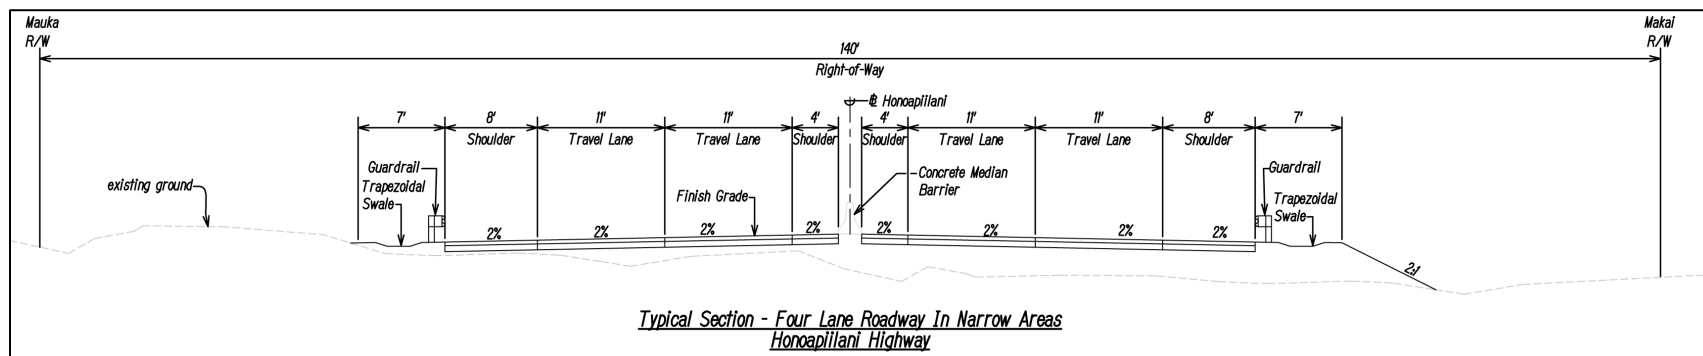 Mauka
R/W
Makai
R/W
140'
Right-of-Way
℄ Honoapiilani
7' 8' 11' 11' 4' 4' 11' 11' 8' 7'
Shoulder Travel Lane Travel Lane Shoulder Shoulder Travel Lane Travel Lane Shoulder
existing ground
Guardrail
Trapezoidal
Swale
Finish Grade
Concrete Median
Barrier
Guardrail
Trapezoidal
Swale
2% 2% 2% 2% 2% 2% 2% 2%
2:1
Typical Section - Four Lane Roadway In Narrow Areas
Honoapiilani Highway